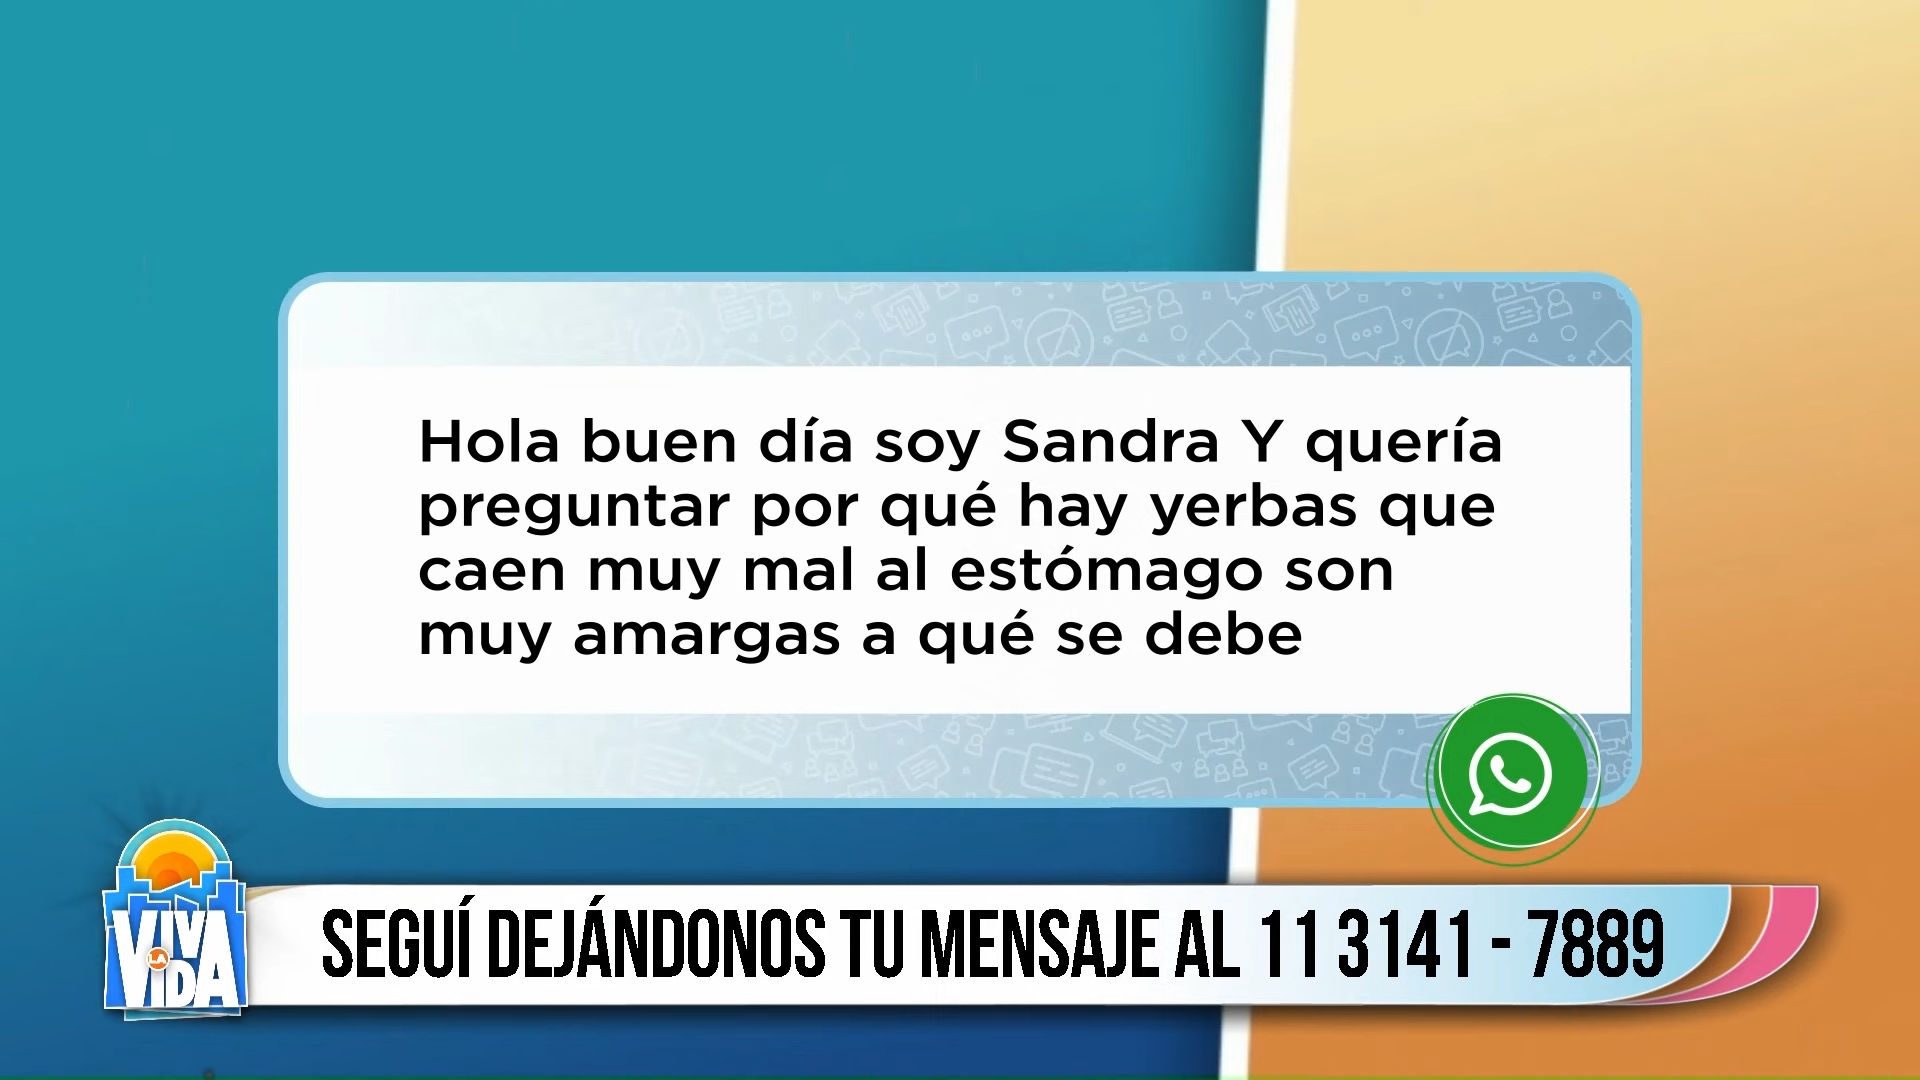 Hola buen día soy Sandra Y quería
preguntar por qué hay yerbas que
caen muy mal al estómago son
muy amargas a qué se debe
VIVA
LA
VIDA
SEGUÍ DEJÁNDONOS TU MENSAJE AL 11 3141 - 7889